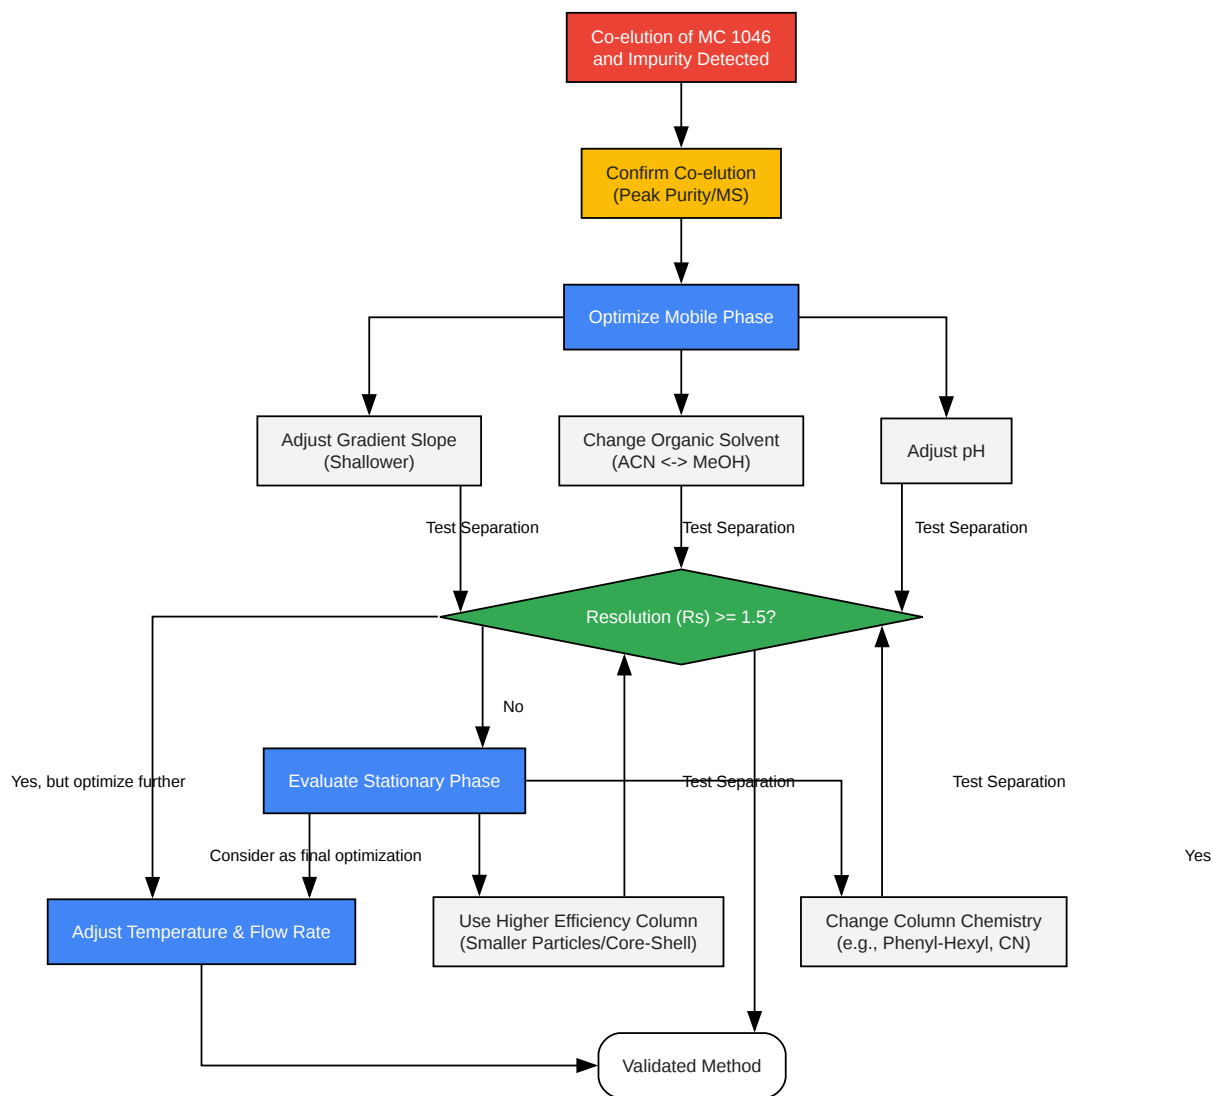 Co-elution of MC 1046
and Impurity Detected
Confirm Co-elution
(Peak Purity/MS)
Optimize Mobile Phase
Adjust Gradient Slope
(Shallower)
Change Organic Solvent
(ACN <-> MeOH)
Adjust pH
Test Separation
Test Separation
Test Separation
Resolution (Rs) >= 1.5?
No
Yes, but optimize further
Evaluate Stationary Phase
Test Separation
Test Separation
Consider as final optimization
Yes
Adjust Temperature & Flow Rate
Use Higher Efficiency Column
(Smaller Particles/Core-Shell)
Change Column Chemistry
(e.g., Phenyl-Hexyl, CN)
Validated Method